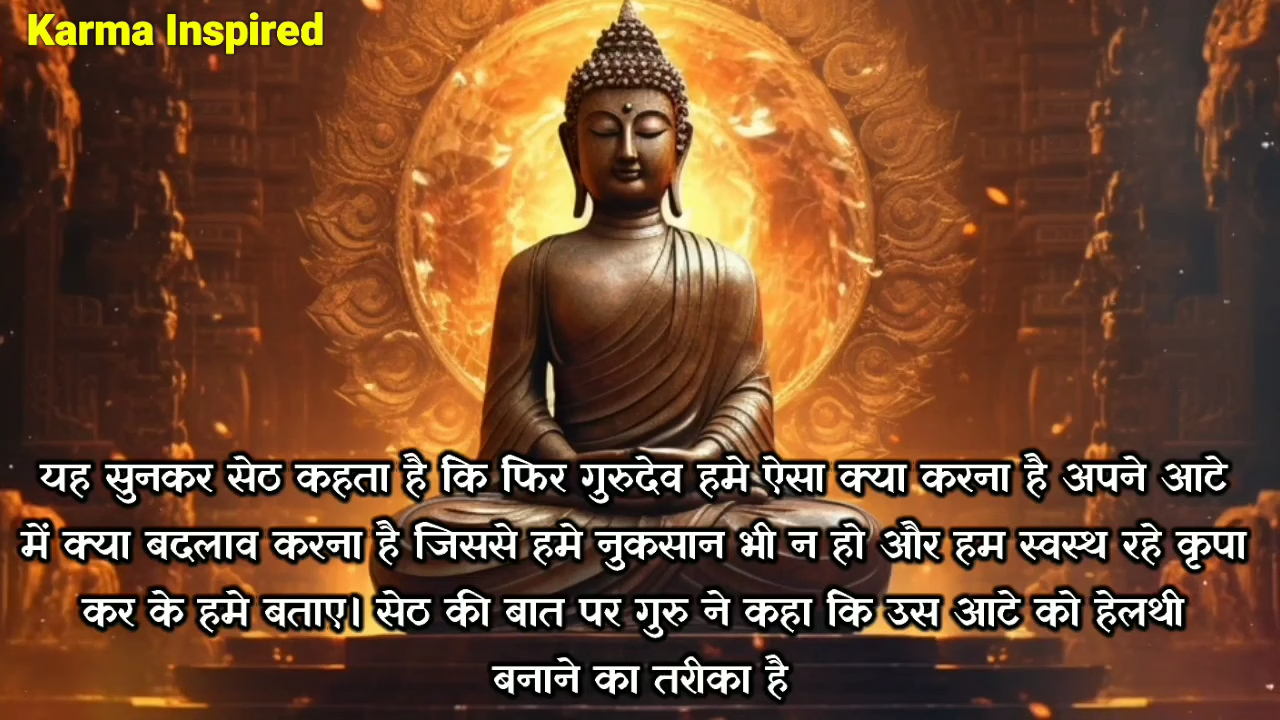 Karma Inspired
यह सुनकर सेठ कहता है कि फिर गुरुदेव हमे ऐसा क्या करना है अपने आटे
में क्या बदलाव करना है जिससे हमे नुकसान भी न हो और हम स्वस्थ रहे कृपा
कर के हमे बताए। सेठ की बात पर गुरु ने कहा कि उस आटे को हेलथी
बनाने का तरीका है